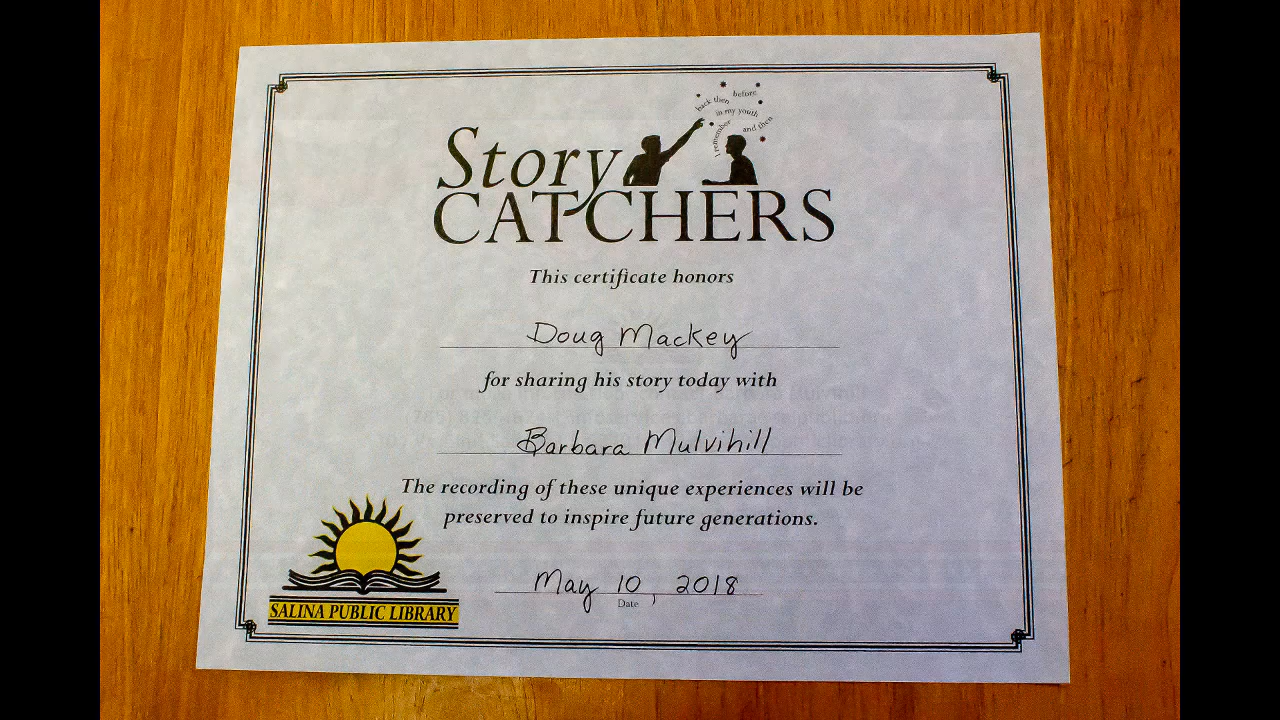 before
back then
in my youth
I remember
and then
Story
CATCHERS
This certificate honors
Doug Mackey
for sharing his story today with
Barbara Mulvihill
The recording of these unique experiences will be
preserved to inspire future generations.
May 10, 2018
Date
SALINA PUBLIC LIBRARY